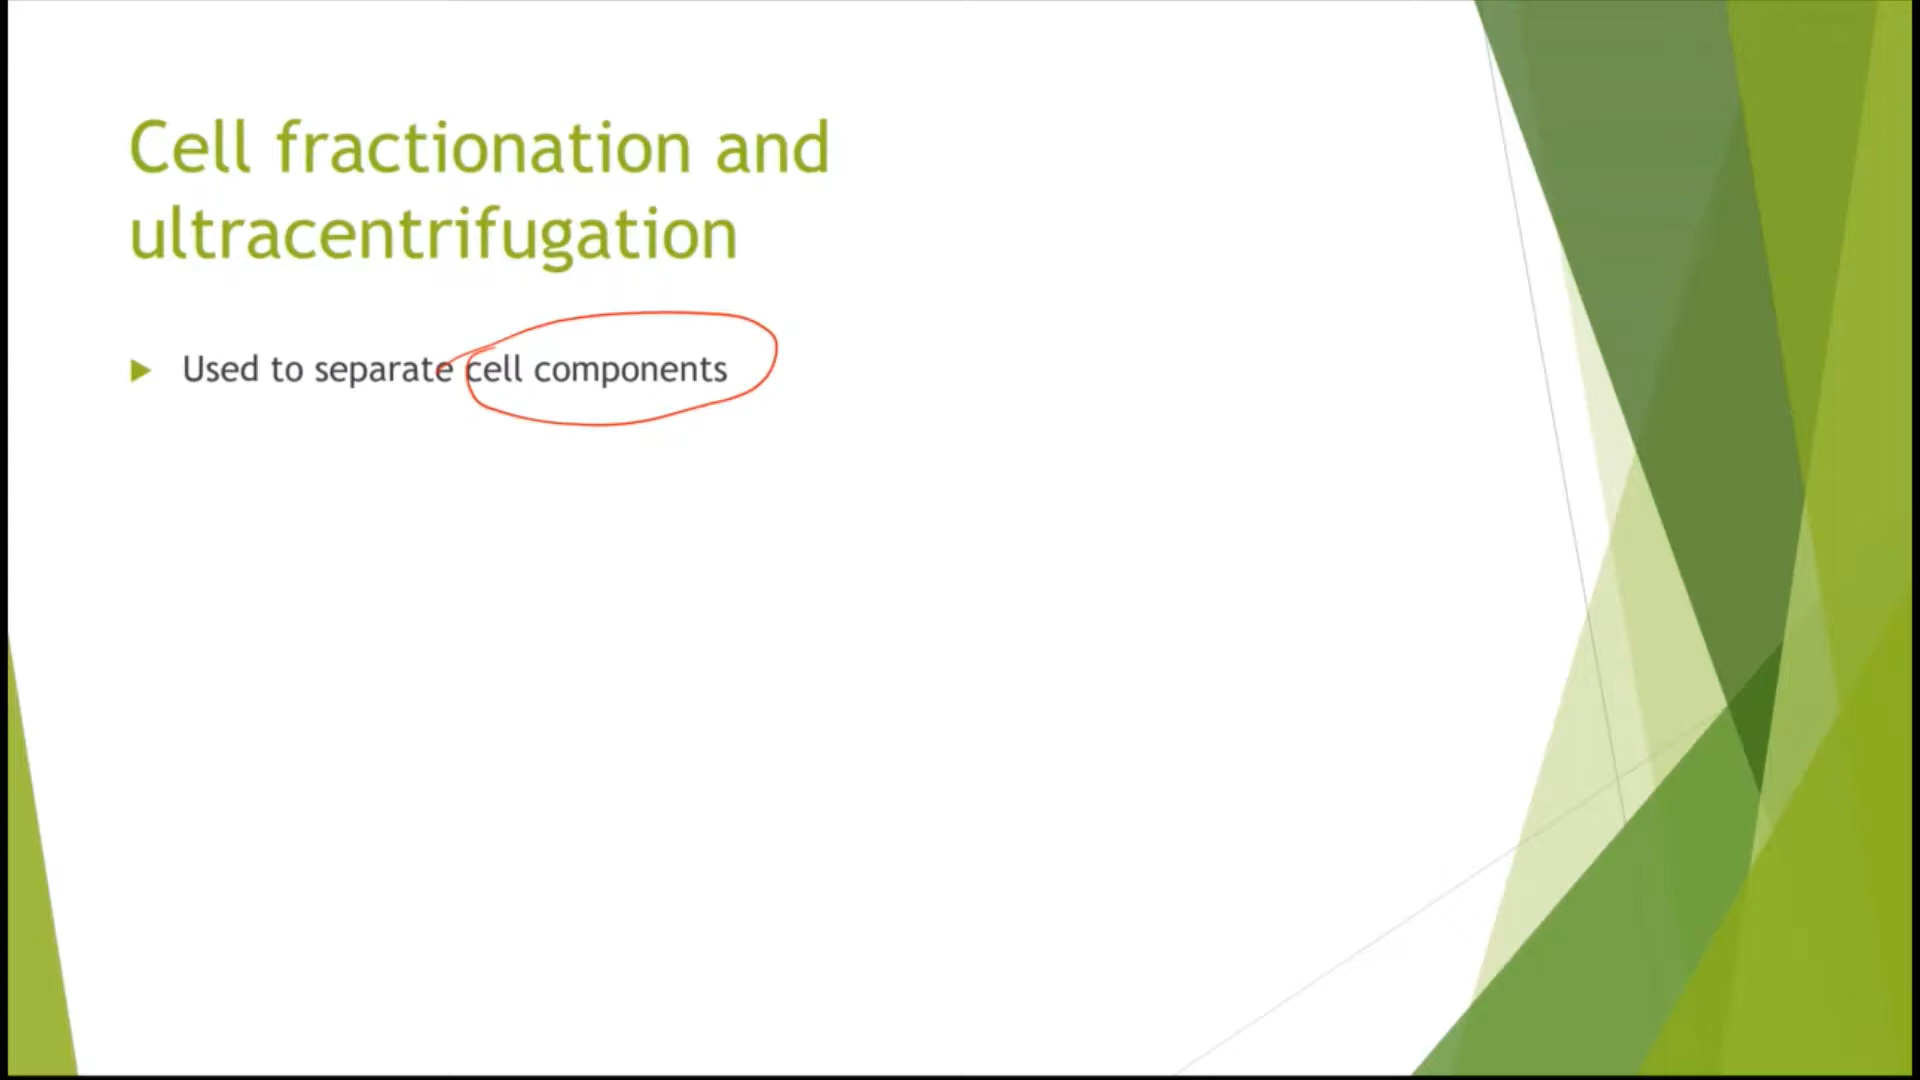 Cell fractionation and
ultracentrifugation
Used to separate cell components